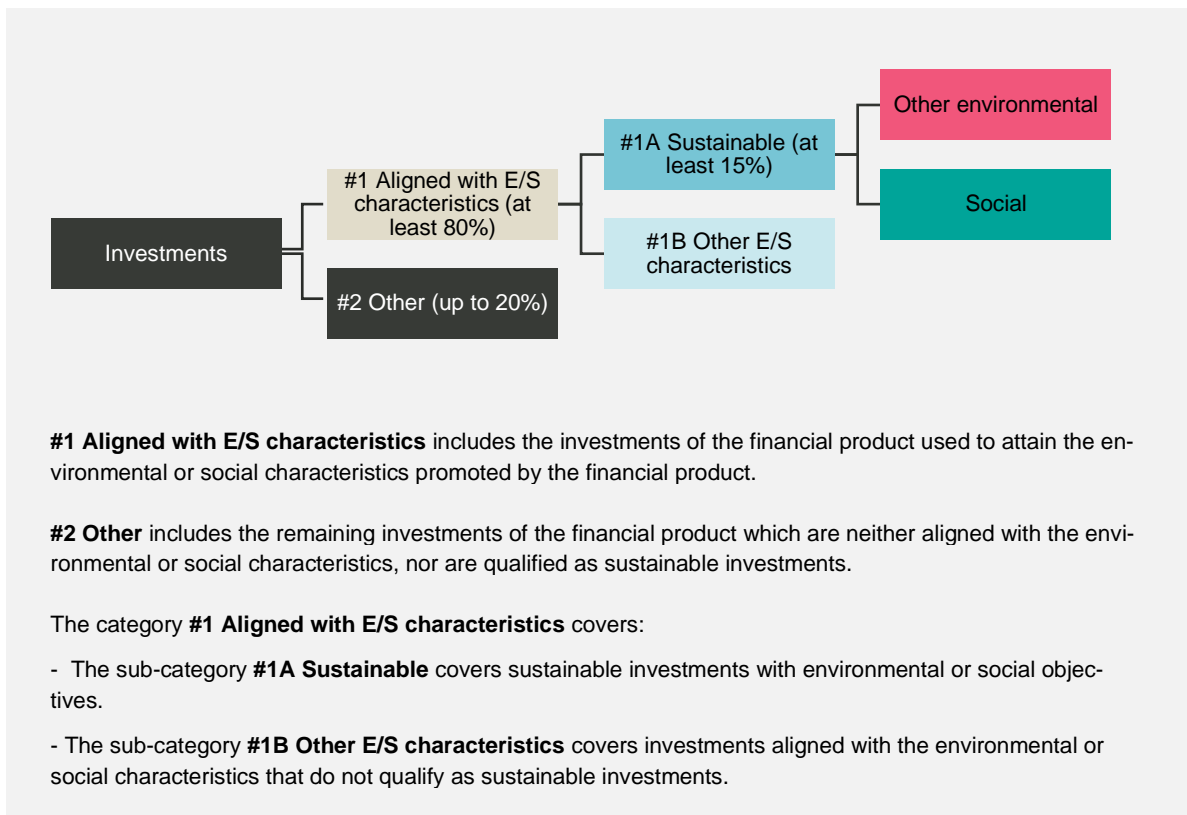 Other environmental
#1A Sustainable (at
least 15%)
#1 Aligned with E/S
characteristics (at
least 80%)
Social
Investments
#1B Other E/S
characteristics
#2 Other (up to 20%)
#1 Aligned with E/S characteristics includes the investments of the financial product used to attain the en-
vironmental or social characteristics promoted by the financial product.
#2 Other includes the remaining investments of the financial product which are neither aligned with the envi-
ronmental or social characteristics, nor are qualified as sustainable investments.
The category #1 Aligned with E/S characteristics covers:
- The sub-category #1A Sustainable covers sustainable investments with environmental or social objec-
tives.
- The sub-category #1B Other E/S characteristics covers investments aligned with the environmental or
social characteristics that do not qualify as sustainable investments.